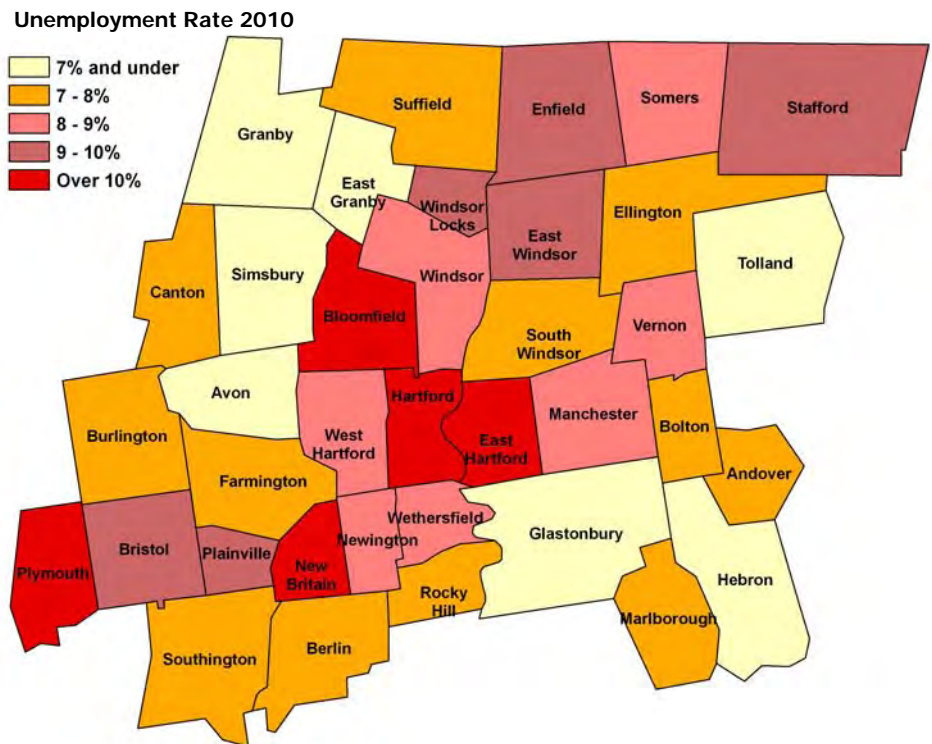 Unemployment Rate 2010
7% and under
7 - 8%
8 - 9%
9 - 10%
Over 10%
Suffield
Enfield
Somers
Stafford
Granby
East
Granby
Windsor
Locks
East
Windsor
Ellington
Tolland
Canton
Simsbury
Windsor
Bloomfield
South
Windsor
Vernon
Avon
Hartford
Burlington
West
Hartford
East
Hartford
Manchester
Bolton
Andover
Farmington
Wethersfield
Newington
Glastonbury
Bristol
Plainville
Plymouth
New
Britain
Rocky
Hill
Hebron
Marlborough
Southington
Berlin